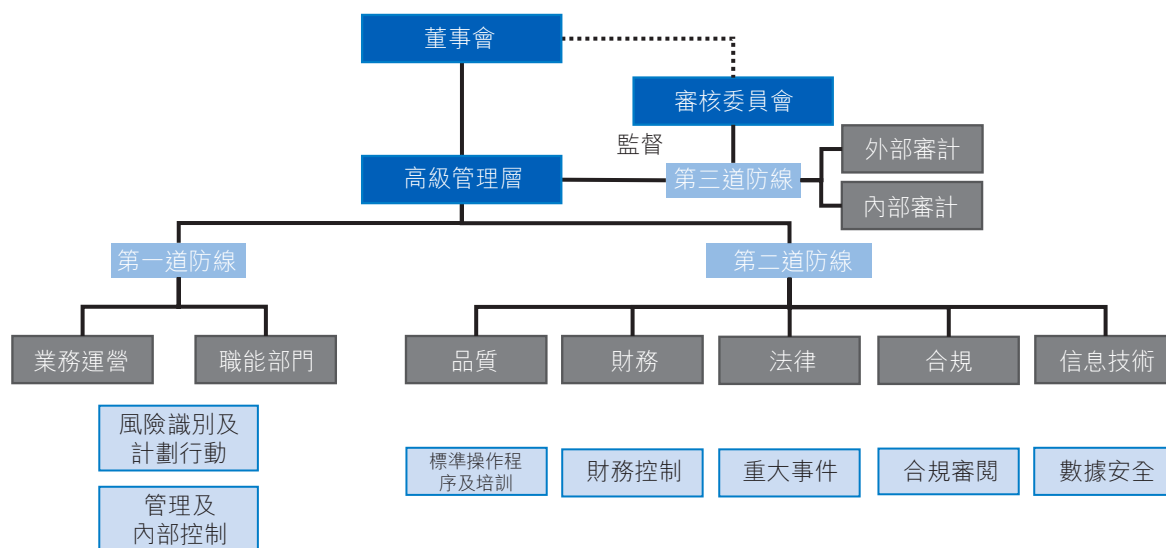 董事會
審核委員會
監督
外部審計
高級管理層
第三道防線
內部審計
第一道防線
第二道防線
業務運營
職能部門
品質
財務
法律
合規
信息技術
風險識別及
計劃行動
標準操作程
序及培訓
財務控制
重大事件
合規審閱
數據安全
管理及
內部控制